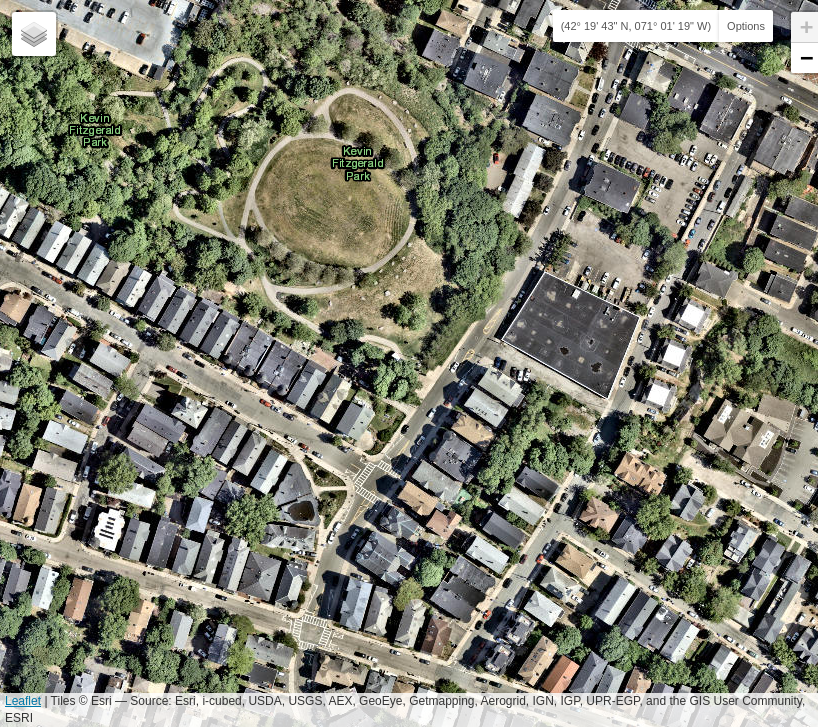 (42° 19' 43" N, 071° 01' 19" W)
Options
+
−
Kevin
Fitzgerald
Park
Kevin
Fitzgerald
Park
Leaflet | Tiles © Esri — Source: Esri, i-cubed, USDA, USGS, AEX, GeoEye, Getmapping, Aerogrid, IGN, IGP, UPR-EGP, and the GIS User Community,
ESRI